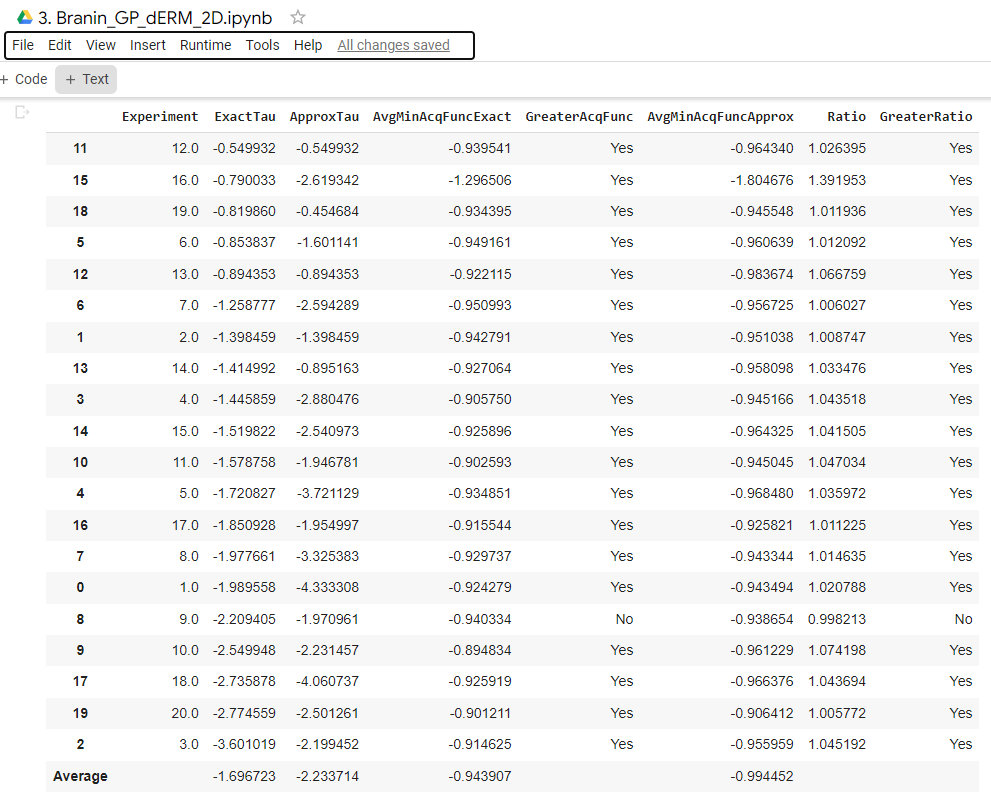 3. Branin_GP_dERM_2D.ipynb
File Edit View Insert Runtime Tools Help All changes saved
+ Code + Text
Experiment ExactTau ApproxTau AvgMinAcqFuncExact GreaterAcqFunc AvgMinAcqFuncApprox Ratio GreaterRatio
11 12.0 -0.549932 -0.549932 -0.939541 Yes -0.964340 1.026395 Yes
15 16.0 -0.790033 -2.619342 -1.296506 Yes -1.804676 1.391953 Yes
18 19.0 -0.819860 -0.454684 -0.934395 Yes -0.945548 1.011936 Yes
5 6.0 -0.853837 -1.601141 -0.949161 Yes -0.960639 1.012092 Yes
12 13.0 -0.894353 -0.894353 -0.922115 Yes -0.983674 1.066759 Yes
6 7.0 -1.258777 -2.594289 -0.950993 Yes -0.956725 1.006027 Yes
1 2.0 -1.398459 -1.398459 -0.942791 Yes -0.951038 1.008747 Yes
13 14.0 -1.414992 -0.895163 -0.927064 Yes -0.958098 1.033476 Yes
3 4.0 -1.445859 -2.880476 -0.905750 Yes -0.945166 1.043518 Yes
14 15.0 -1.519822 -2.540973 -0.925896 Yes -0.964325 1.041505 Yes
10 11.0 -1.578758 -1.946781 -0.902593 Yes -0.945045 1.047034 Yes
4 5.0 -1.720827 -3.721129 -0.934851 Yes -0.968480 1.035972 Yes
16 17.0 -1.850928 -1.954997 -0.915544 Yes -0.925821 1.011225 Yes
7 8.0 -1.977661 -3.325383 -0.929737 Yes -0.943344 1.014635 Yes
0 1.0 -1.989558 -4.333308 -0.924279 Yes -0.943494 1.020788 Yes
8 9.0 -2.209405 -1.970961 -0.940334 No -0.938654 0.998213 No
9 10.0 -2.549948 -2.231457 -0.894834 Yes -0.961229 1.074198 Yes
17 18.0 -2.735878 -4.060737 -0.925919 Yes -0.966376 1.043694 Yes
19 20.0 -2.774559 -2.501261 -0.901211 Yes -0.906412 1.005772 Yes
2 3.0 -3.601019 -2.199452 -0.914625 Yes -0.955959 1.045192 Yes
Average -1.696723 -2.233714 -0.943907 -0.994452